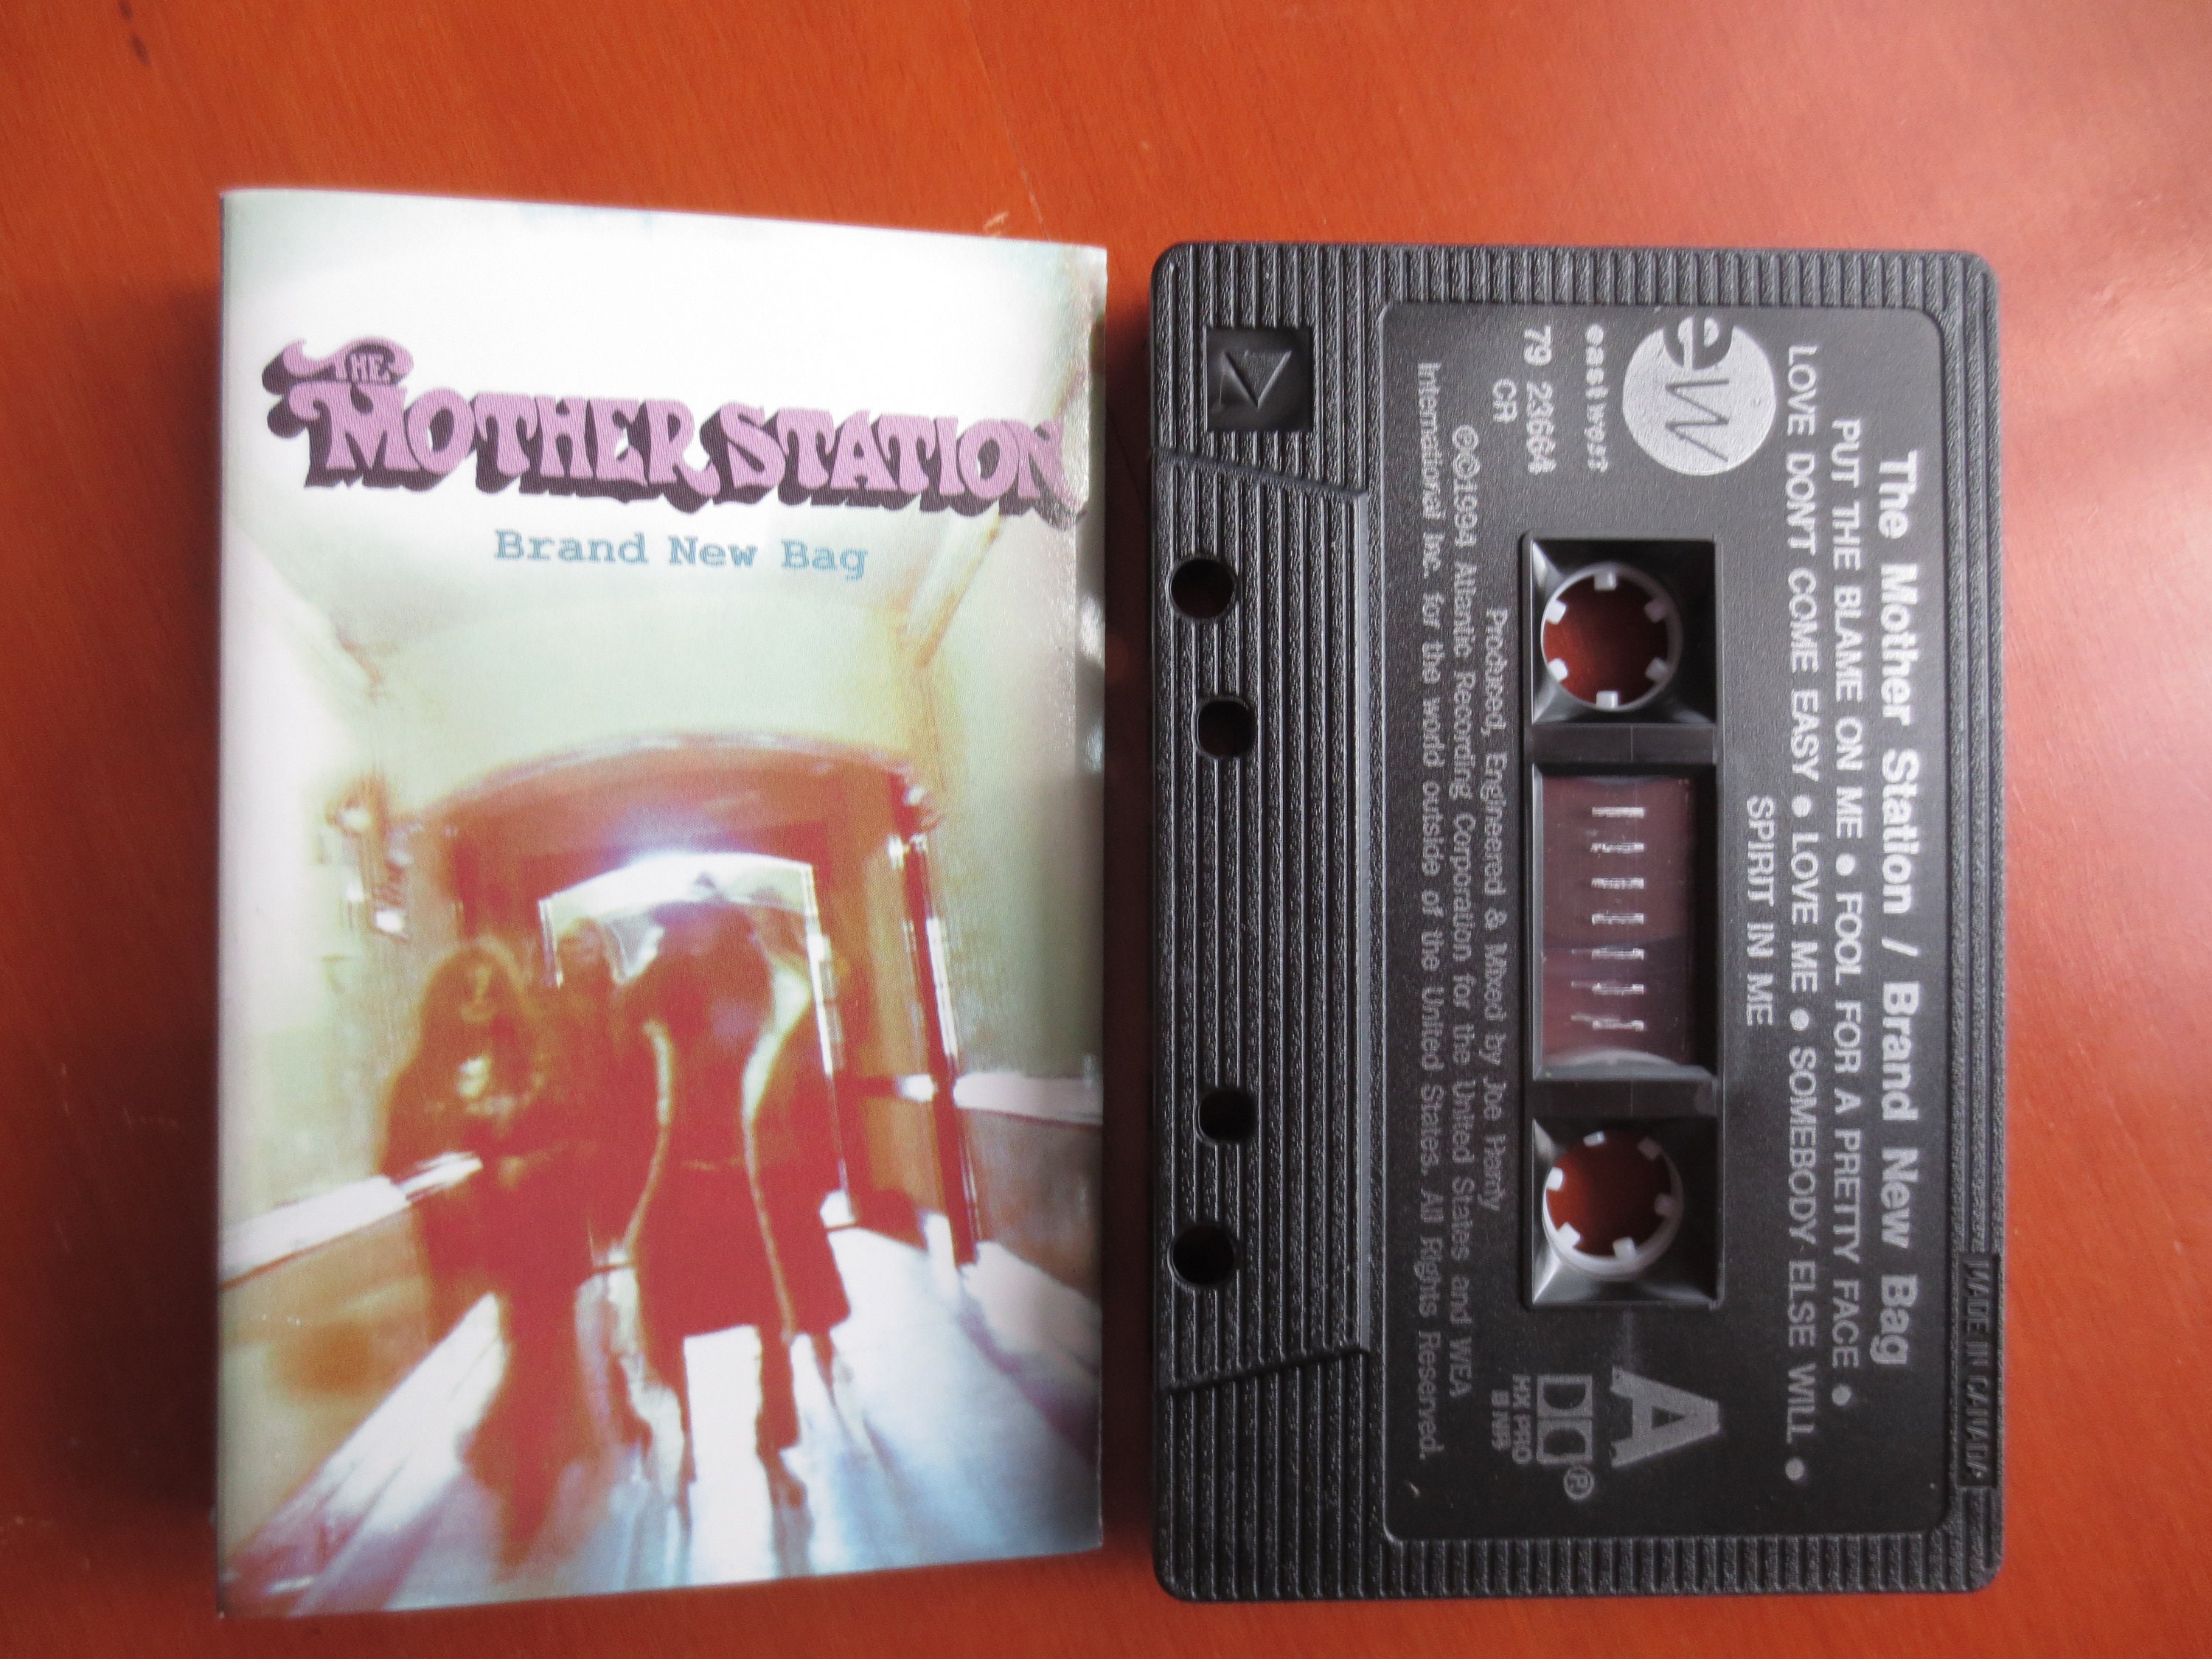 THE
MOTHER STATION
Brand New Bag
The Mother Station / Brand New Bag
PUT THE BLAME ON ME ● FOOL FOR A PRETTY FACE ●
LOVE DON'T COME EASY ● LOVE ME ● SOMEBODY ELSE WILL ●
SPIRIT IN ME
ew
eastwest
79 23664
CR
A
HX PRO
B NR
®
Produced, Engineered & Mixed by Joe Hardy
℗©1994 Atlantic Recording Corporation for the United States and WEA
International Inc. for the world outside of the United States. All Rights Reserved.
MADE IN CANADA